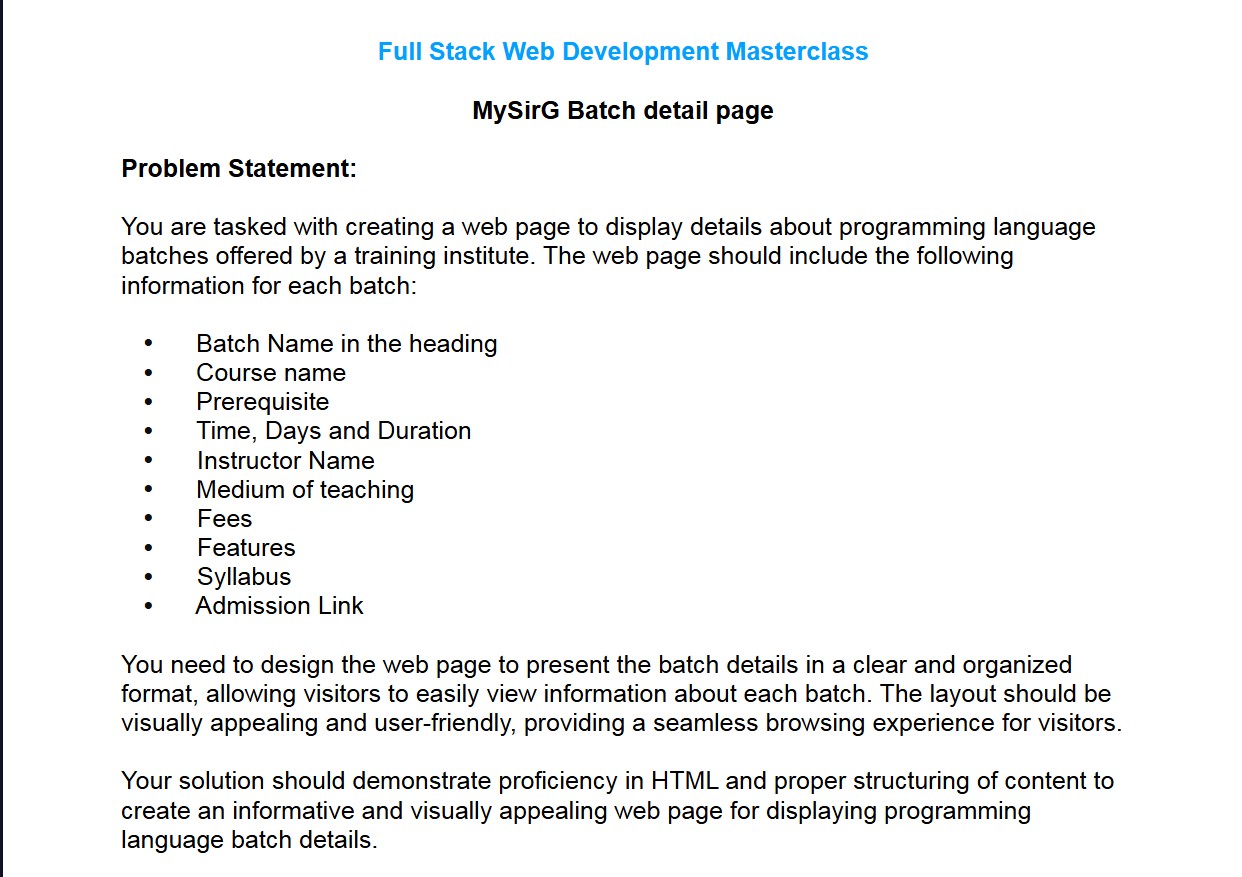 Full Stack Web Development Masterclass
MySirG Batch detail page
Problem Statement:
You are tasked with creating a web page to display details about programming language
batches offered by a training institute. The web page should include the following
information for each batch:
• Batch Name in the heading
• Course name
• Prerequisite
• Time, Days and Duration
• Instructor Name
• Medium of teaching
• Fees
• Features
• Syllabus
• Admission Link
You need to design the web page to present the batch details in a clear and organized
format, allowing visitors to easily view information about each batch. The layout should be
visually appealing and user-friendly, providing a seamless browsing experience for visitors.
Your solution should demonstrate proficiency in HTML and proper structuring of content to
create an informative and visually appealing web page for displaying programming
language batch details.